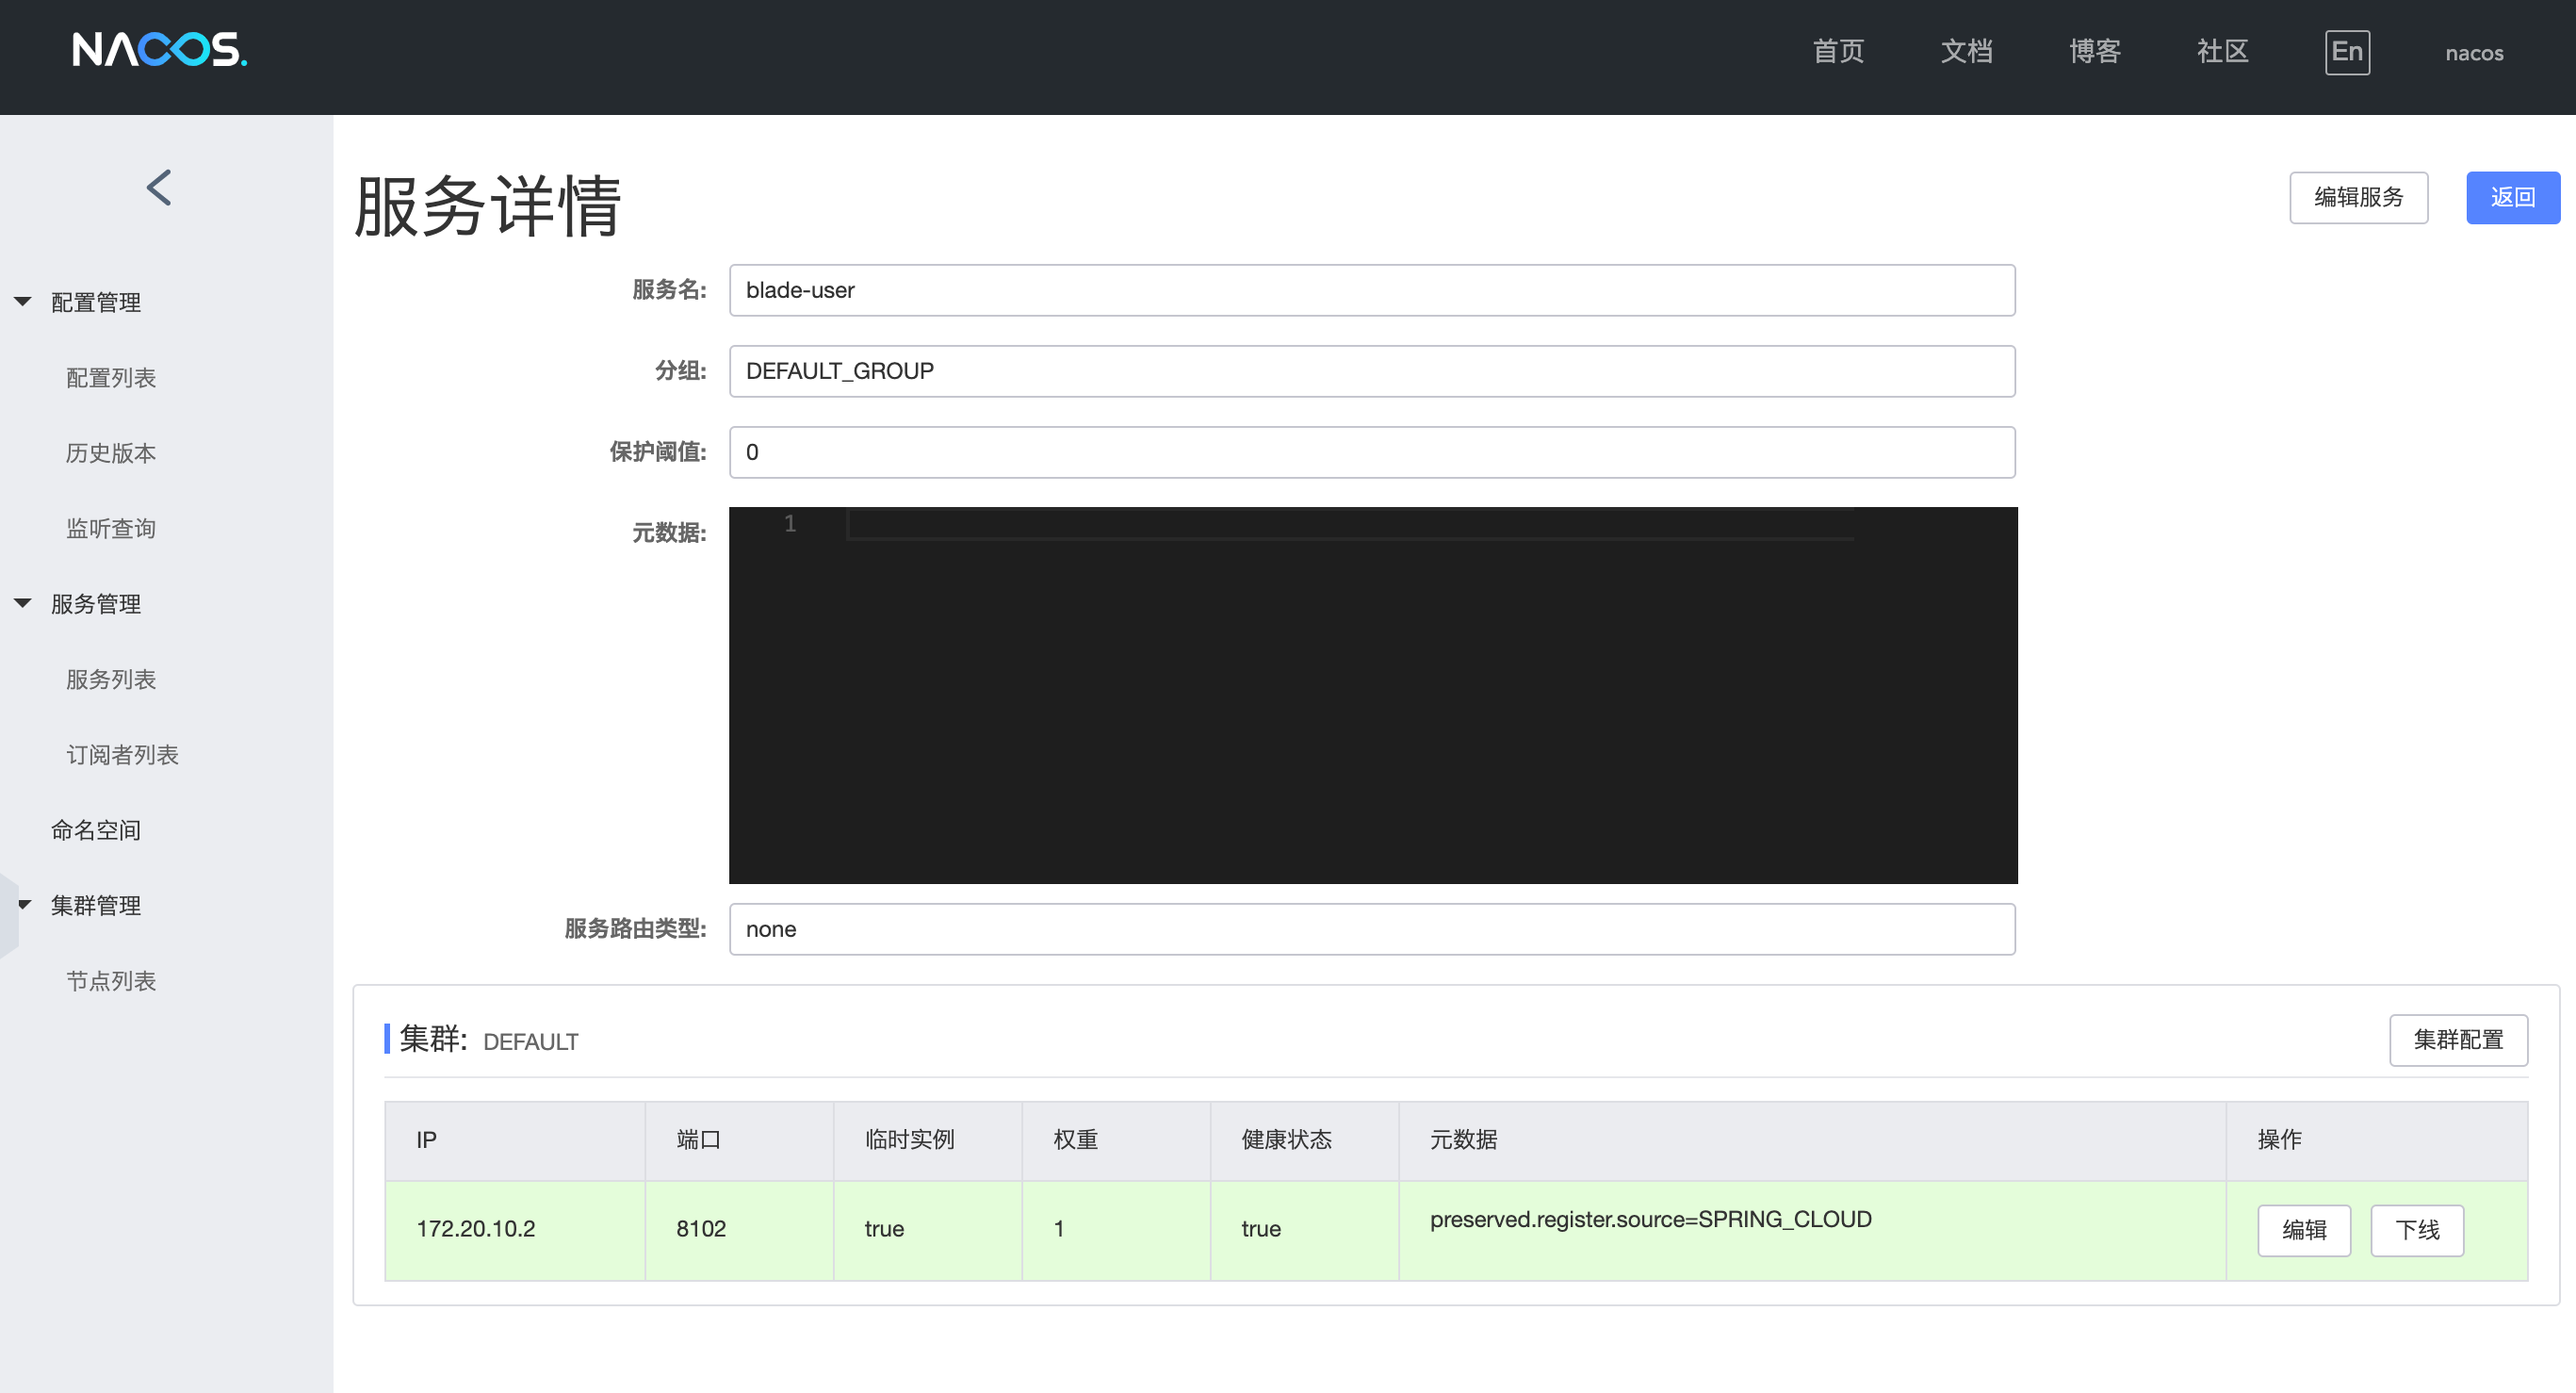 NACOS.
首页 文档 博客 社区 En nacos
服务详情
编辑服务 返回
配置管理
配置列表
历史版本
监听查询
服务管理
服务列表
订阅者列表
命名空间
集群管理
节点列表
服务名: blade-user
分组: DEFAULT_GROUP
保护阈值: 0
元数据: 1
服务路由类型: none
集群: DEFAULT 集群配置
IP 端口 临时实例 权重 健康状态 元数据 操作
172.20.10.2 8102 true 1 true preserved.register.source=SPRING_CLOUD 编辑 下线